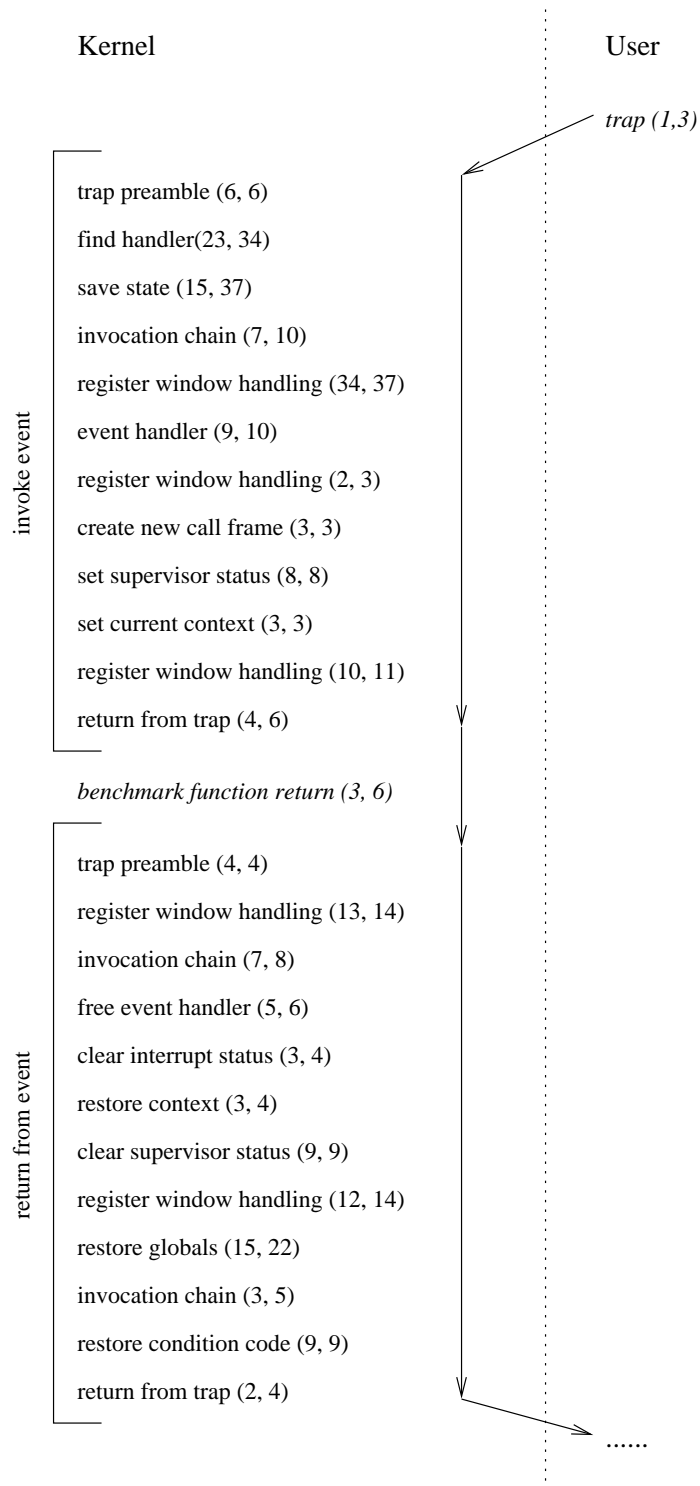 Kernel
User
trap (1,3)
trap preamble (6, 6)
find handler(23, 34)
save state (15, 37)
invocation chain (7, 10)
register window handling (34, 37)
event handler (9, 10)
register window handling (2, 3)
create new call frame (3, 3)
set supervisor status (8, 8)
set current context (3, 3)
register window handling (10, 11)
return from trap (4, 6)
invoke event
benchmark function return (3, 6)
trap preamble (4, 4)
register window handling (13, 14)
invocation chain (7, 8)
free event handler (5, 6)
clear interrupt status (3, 4)
restore context (3, 4)
clear supervisor status (9, 9)
register window handling (12, 14)
restore globals (15, 22)
invocation chain (3, 5)
restore condition code (9, 9)
return from trap (2, 4)
return from event
......